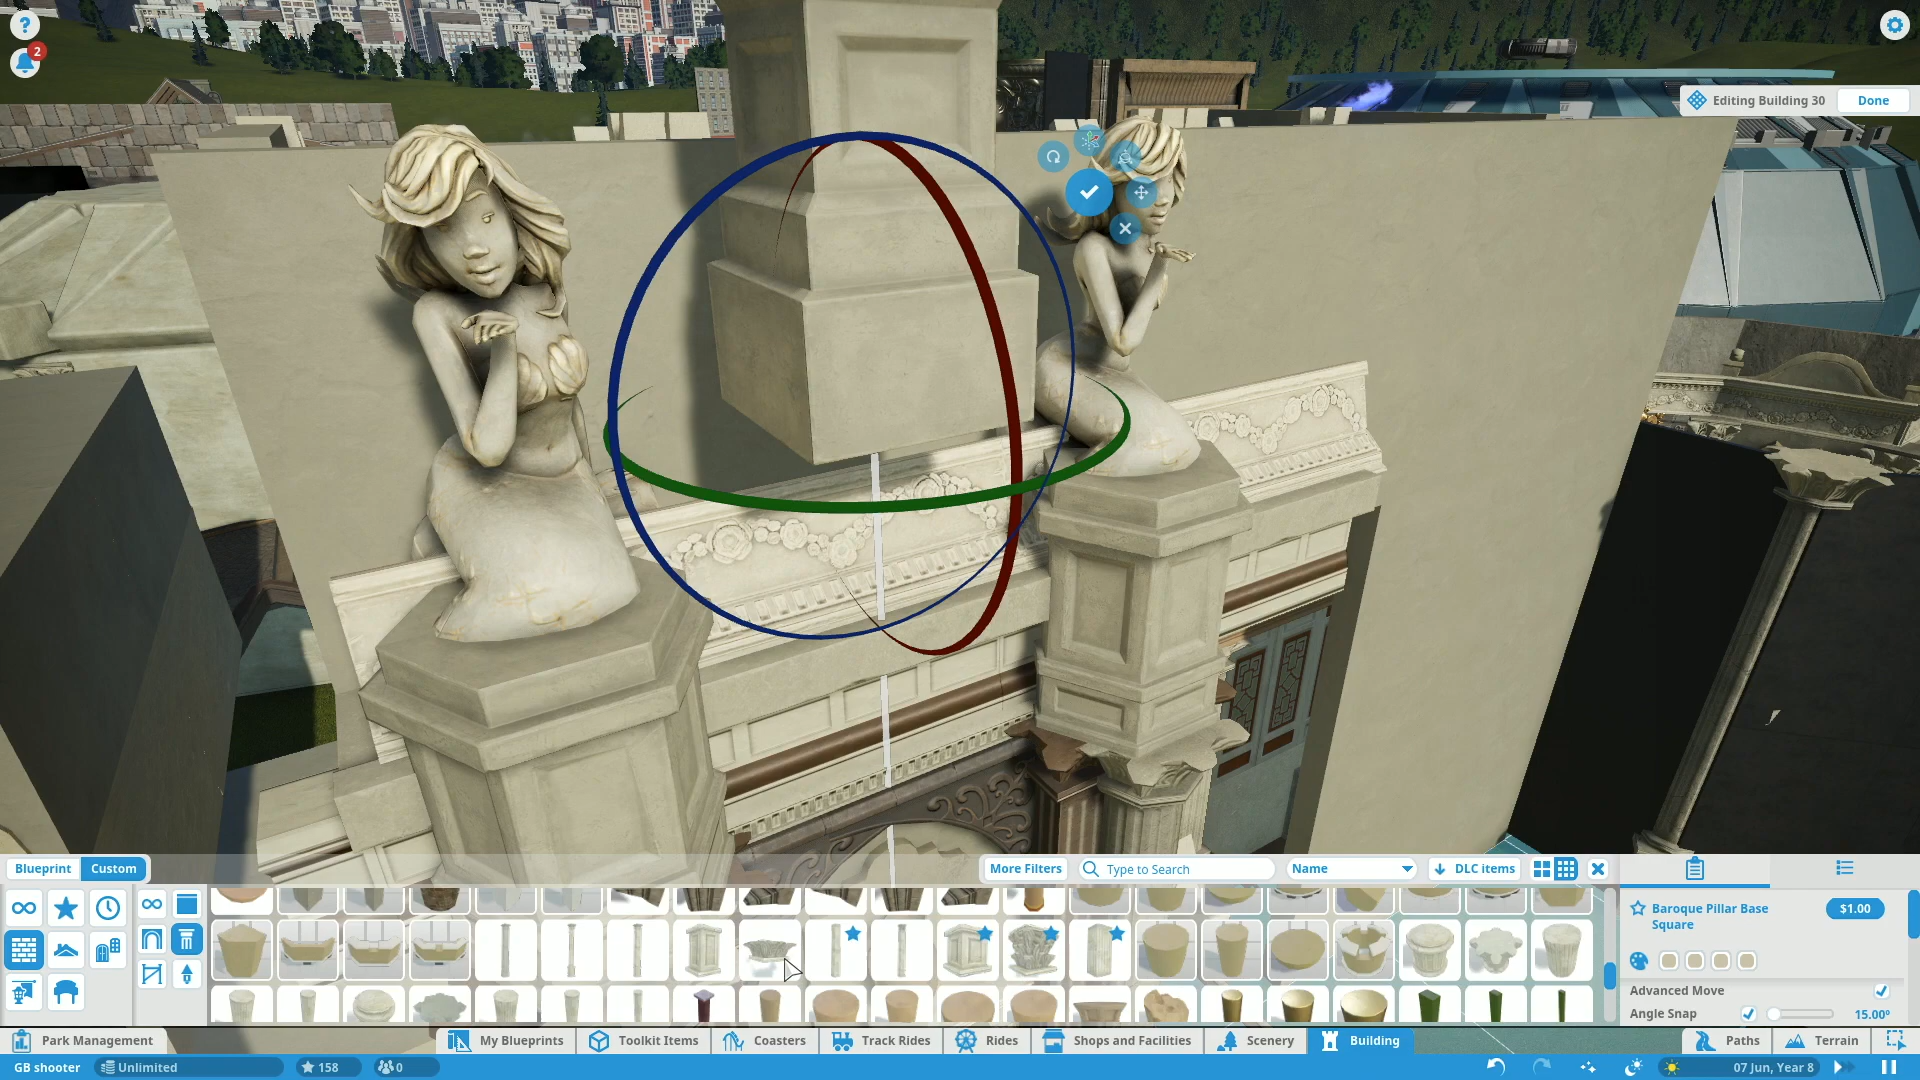 ?
2
Editing Building 30
Done
Blueprint
Custom
More Filters
Type to Search
Name
DLC items
Baroque Pillar Base
Square
$1.00
Advanced Move
Angle Snap
15.00°
Park Management
My Blueprints
Toolkit Items
Coasters
Track Rides
Rides
Shops and Facilities
Scenery
Building
Paths
Terrain
GB shooter
Unlimited
158
0
07 Jun, Year 8